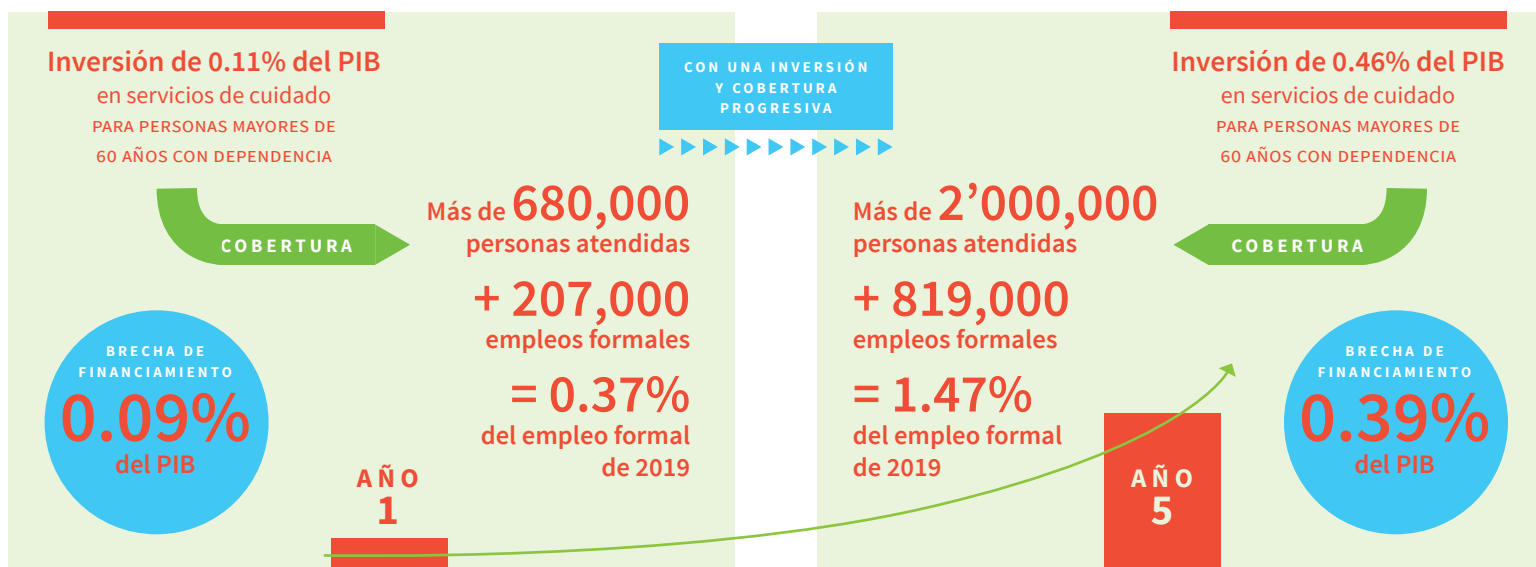 Inversión de 0.11% del PIB
en servicios de cuidado
PARA PERSONAS MAYORES DE
60 AÑOS CON DEPENDENCIA
COBERTURA
Más de 680,000
personas atendidas
+ 207,000
empleos formales
= 0.37%
del empleo formal
de 2019
BRECHA DE
FINANCIAMIENTO
0.09%
del PIB
AÑO
1
CON UNA INVERSIÓN
Y COBERTURA
PROGRESIVA
Inversión de 0.46% del PIB
en servicios de cuidado
PARA PERSONAS MAYORES DE
60 AÑOS CON DEPENDENCIA
COBERTURA
Más de 2’000,000
personas atendidas
+ 819,000
empleos formales
= 1.47%
del empleo formal
de 2019
AÑO
5
BRECHA DE
FINANCIAMIENTO
0.39%
del PIB